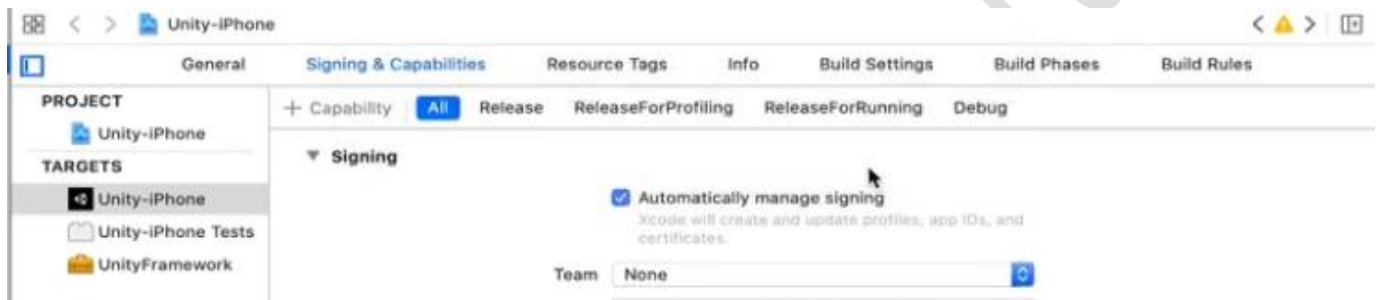 Unity-iPhone
General Signing & Capabilities Resource Tags Info Build Settings Build Phases Build Rules
PROJECT
Unity-iPhone
TARGETS
Unity-iPhone
Unity-iPhone Tests
UnityFramework
+ Capability All Release ReleaseForProfiling ReleaseForRunning Debug
Signing
Automatically manage signing
Xcode will create and update profiles, app IDs, and
certificates.
Team None